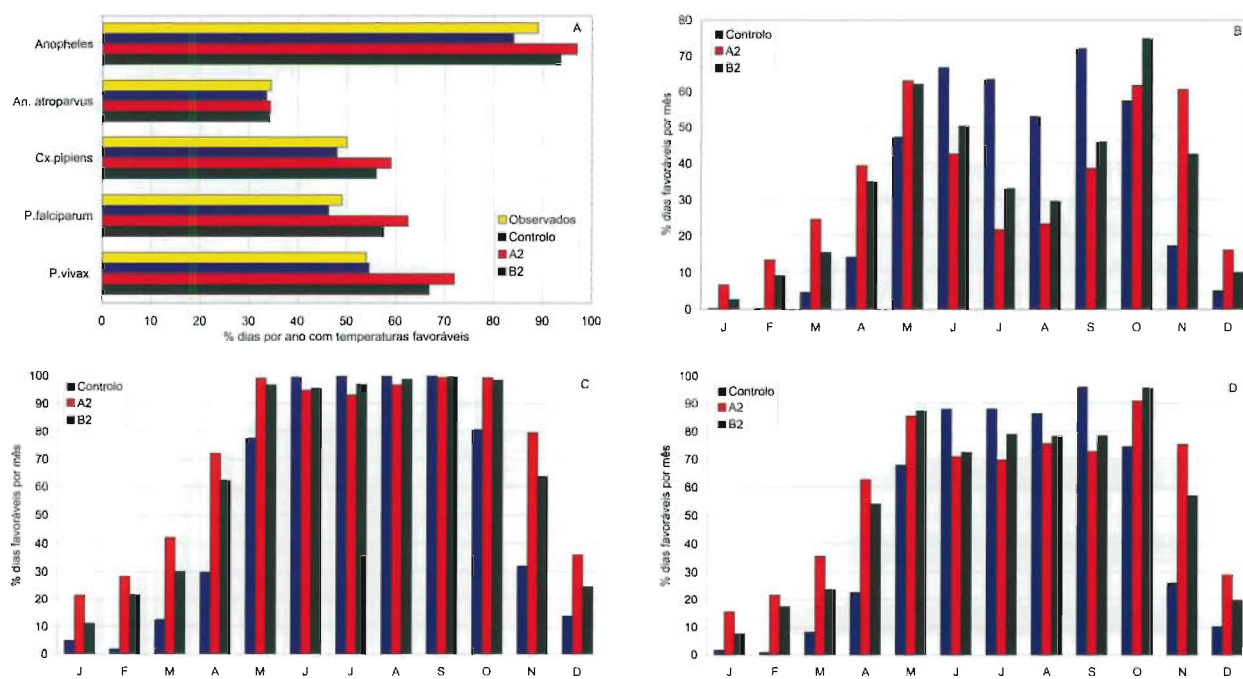 A
Anopheles
An. atroparvus
Cx.pipiens
P.falciparum
P.vivax
Observados
Controlo
A2
B2
0 10 20 30 40 50 60 70 80 90 100
% dias por ano com temperaturas favoráveis
B
% dias favoráveis por mês
80
70
60
50
40
30
20
10
0
Controlo
A2
B2
J F M A M J J A S O N D
C
% dias favoráveis por mês
100
90
80
70
60
50
40
30
20
10
0
Controlo
A2
B2
J F M A M J J A S O N D
D
% dias favoráveis por mês
100
90
80
70
60
50
40
30
20
10
0
Controlo
A2
B2
J F M A M J J A S O N D